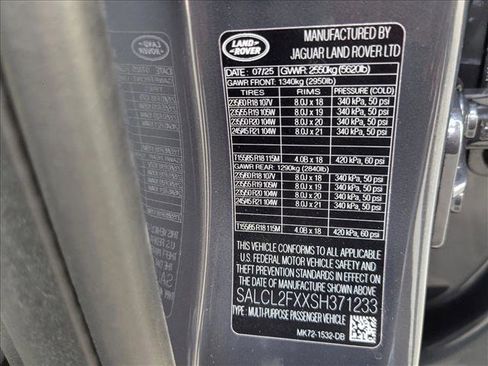 LAND ROVER
MANUFACTURED BY
JAGUAR LAND ROVER LTD
DATE : 07/25 GVWR 2550kg (5620lb)
GAWR FRONT: 1340kg (2950lb)
TIRES RIMS PRESSURE (COLD)
235/60 R18 107V 8.0J x 18 340 kPa, 50 psi
235/55 R19 105W 8.0J x 19 340 kPa, 50 psi
235/50 R20 104W 8.0J x 20 340 kPa, 50 psi
245/45 R21 104W 8.0J x 21 340 kPa, 50 psi
T155/85 R18 115M 4.0B x 18 420 kPa, 60 psi
GAWR REAR: 1290kg (2840lb)
235/60 R18 107V 8.0J x 18 340 kPa, 50 psi
235/55 R19 105W 8.0J x 19 340 kPa, 50 psi
235/50 R20 104W 8.0J x 20 340 kPa, 50 psi
245/45 R21 104W 8.0J x 21 340 kPa, 50 psi
T155/85 R18 115M 4.0B x 18 420 kPa, 60 psi
THIS VEHICLE CONFORMS TO ALL APPLICABLE
U.S. FEDERAL MOTOR VEHICLE SAFETY AND
THEFT PREVENTION STANDARDS IN EFFECT ON
THE DATE OF MANUFACTURE SHOWN ABOVE
SALCL2FXXSH371233
TYPE: MULTI-PURPOSE PASSENGER VEHICLE
MK72-1532-DB